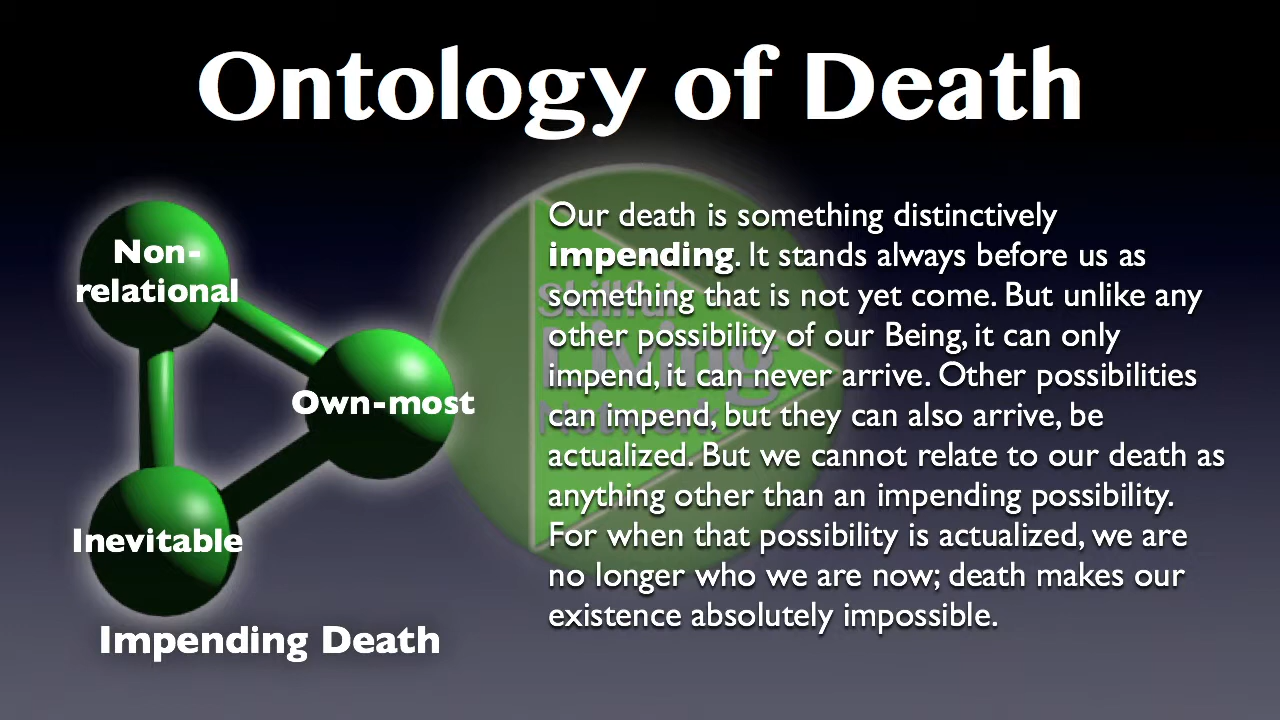 Ontology of Death
Non-
relational
Own-most
Inevitable
Impending Death
Our death is something distinctively
impending. It stands always before us as
something that is not yet come. But unlike any
other possibility of our Being, it can only
impend, it can never arrive. Other possibilities
can impend, but they can also arrive, be
actualized. But we cannot relate to our death as
anything other than an impending possibility.
For when that possibility is actualized, we are
no longer who we are now; death makes our
existence absolutely impossible.
Skillful
Living
Network